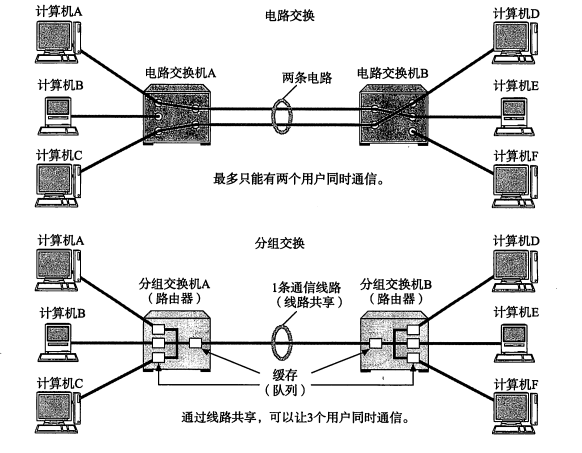 电路交换
计算机A
计算机D
计算机B
电路交换机A
两条电路
电路交换机B
计算机E
计算机C
计算机F
最多只能有两个用户同时通信。
分组交换
计算机A
计算机D
分组交换机A
(路由器)
1条通信线路
(线路共享)
分组交换机B
(路由器)
计算机B
计算机E
缓存
(队列)
计算机C
计算机F
通过线路共享，可以让3个用户同时通信。